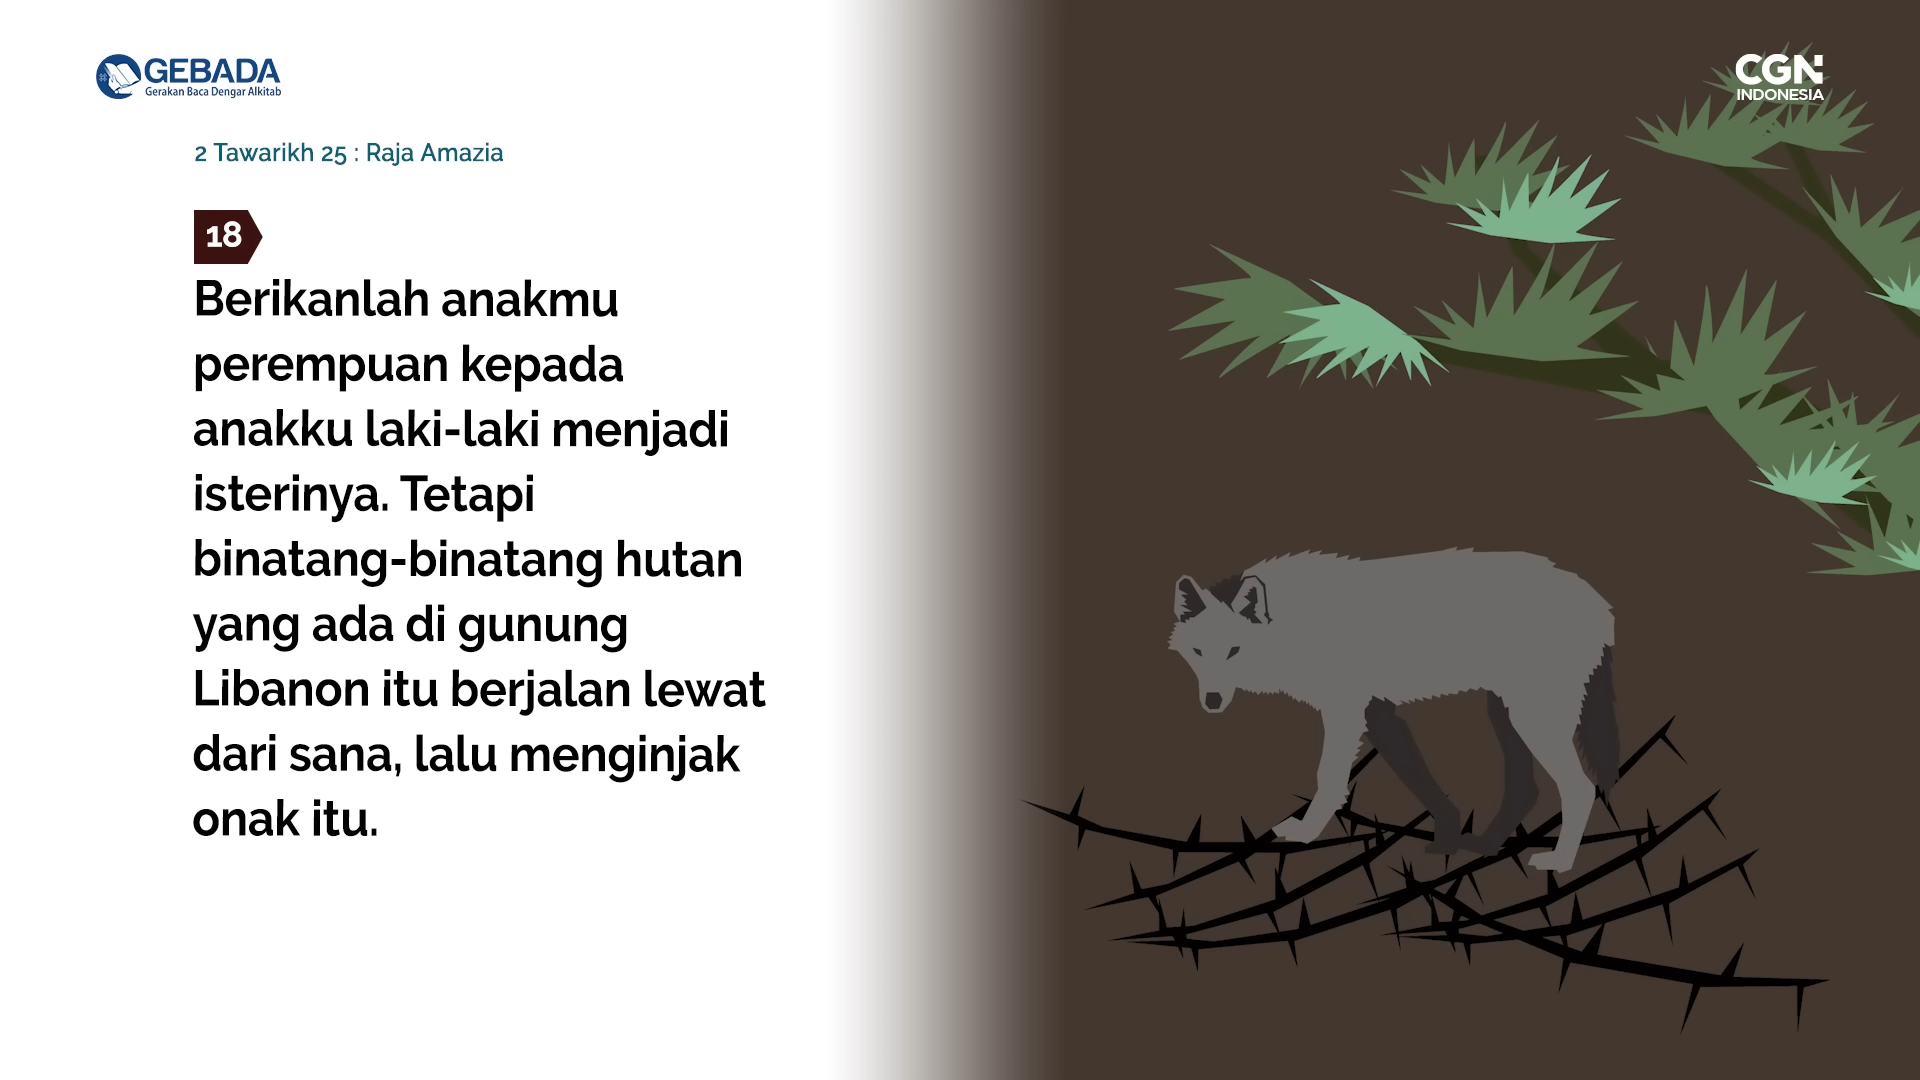 GEBADA
Gerakan Baca Dengar Alkitab
CGN
INDONESIA
2 Tawarikh 25 : Raja Amazia
18
Berikanlah anakmu
perempuan kepada
anakku laki-laki menjadi
isterinya. Tetapi
binatang-binatang hutan
yang ada di gunung
Libanon itu berjalan lewat
dari sana, lalu menginjak
onak itu.